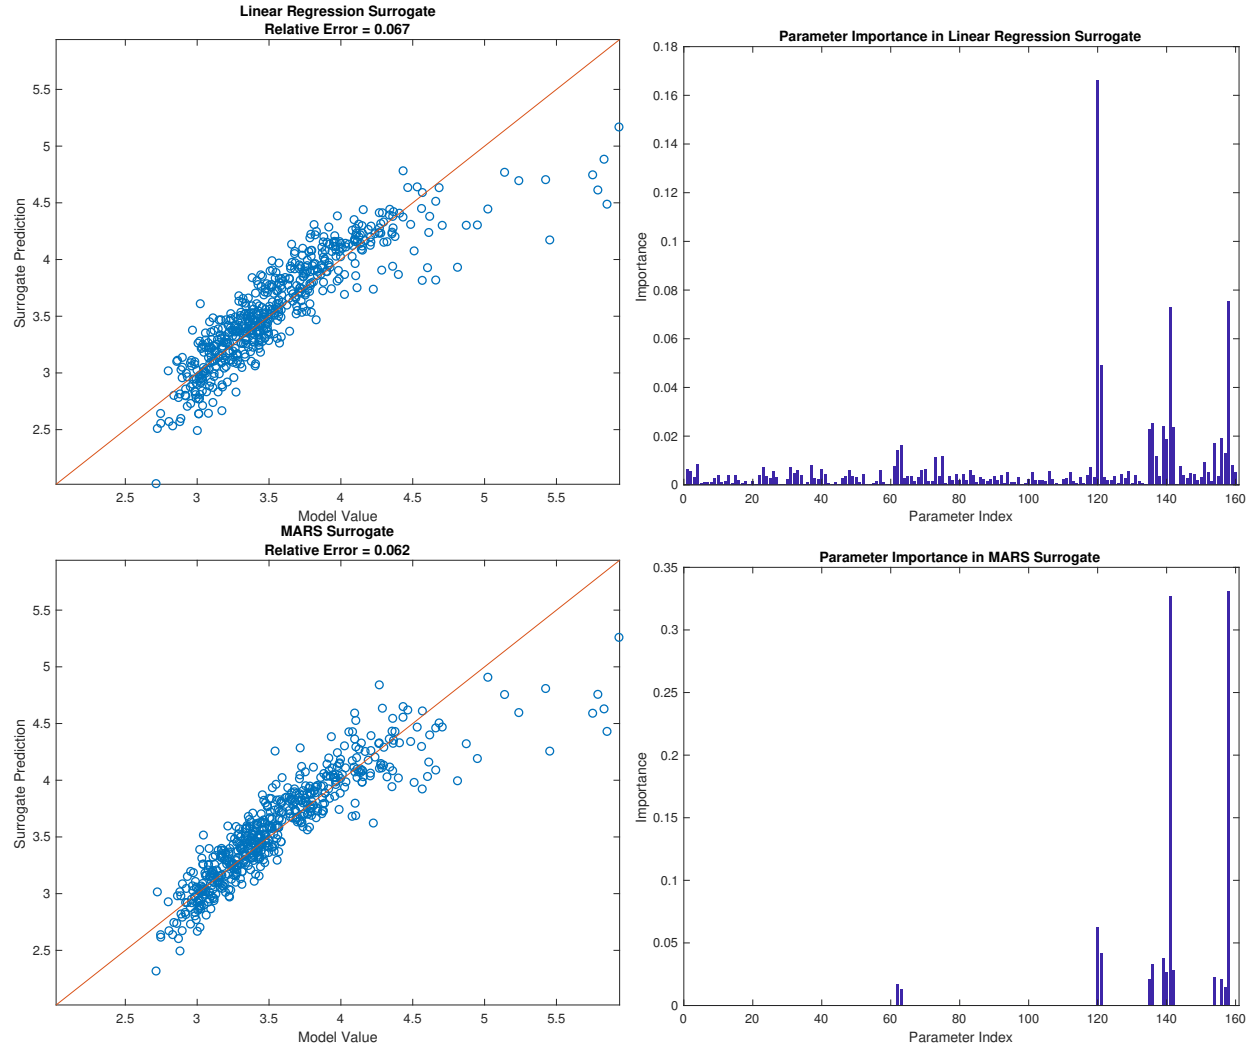 Linear Regression Surrogate
Relative Error = 0.067
5.5
5
4.5
4
3.5
3
2.5
Surrogate Prediction
2.5 3 3.5 4 4.5 5 5.5
Model Value
Parameter Importance in Linear Regression Surrogate
0.18
0.16
0.14
0.12
0.1
0.08
0.06
0.04
0.02
0
Importance
0 20 40 60 80 100 120 140 160
Parameter Index
MARS Surrogate
Relative Error = 0.062
5.5
5
4.5
4
3.5
3
2.5
Surrogate Prediction
2.5 3 3.5 4 4.5 5 5.5
Model Value
Parameter Importance in MARS Surrogate
0.35
0.3
0.25
0.2
0.15
0.1
0.05
0
Importance
0 20 40 60 80 100 120 140 160
Parameter Index